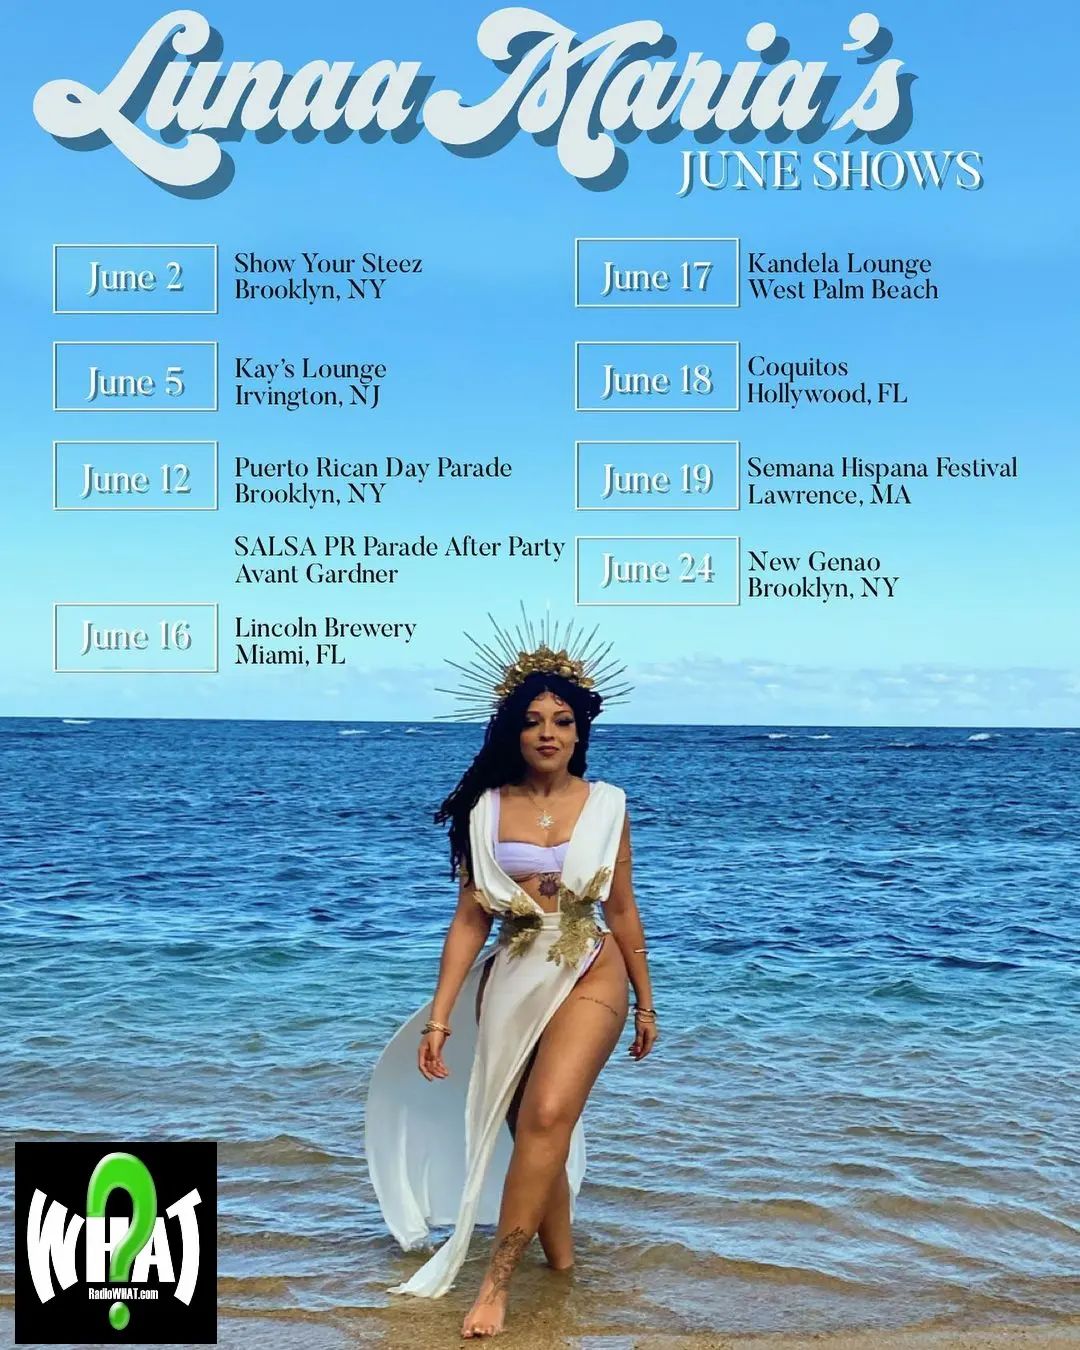 Lunaa Maria's
JUNE SHOWS
June 2
Show Your Steez
Brooklyn, NY
June 5
Kay's Lounge
Irvington, NJ
June 12
Puerto Rican Day Parade
Brooklyn, NY
SALSA PR Parade After Party
Avant Gardner
June 16
Lincoln Brewery
Miami, FL
June 17
Kandela Lounge
West Palm Beach
June 18
Coquitos
Hollywood, FL
June 19
Semana Hispana Festival
Lawrence, MA
June 24
New Genao
Brooklyn, NY
?
WHAT
RadioWHAT.com